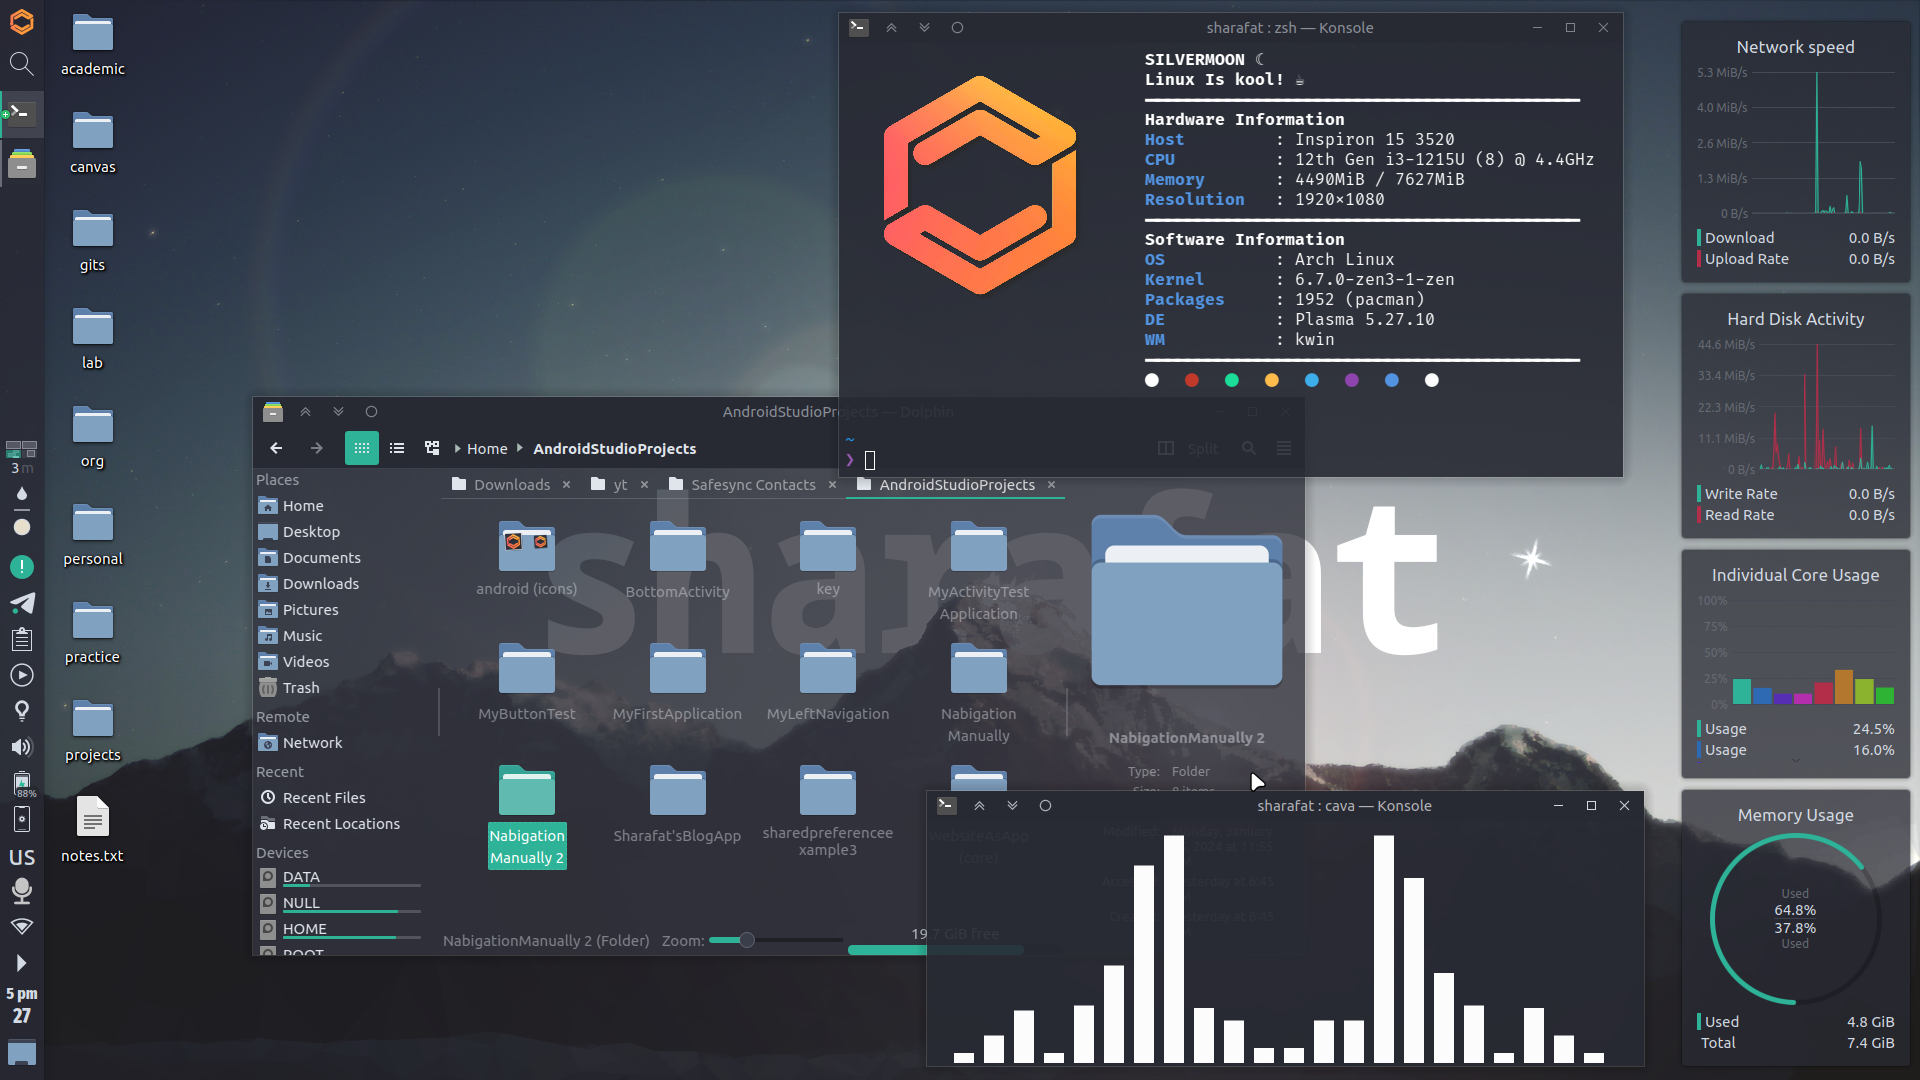 academic
canvas
gits
lab
org
personal
practice
projects
notes.txt
3 m
88%
US
5 pm
27
sharafat : zsh — Konsole
SILVERMOON
Linux Is kool!
Hardware Information
Host : Inspiron 15 3520
CPU : 12th Gen i3-1215U (8) @ 4.4GHz
Memory : 4490MiB / 7627MiB
Resolution : 1920×1080
Software Information
OS : Arch Linux
Kernel : 6.7.0-zen3-1-zen
Packages : 1952 (pacman)
DE : Plasma 5.27.10
WM : kwin
~
❯
AndroidStudioProjects — Dolphin
Home AndroidStudioProjects
Split
Places
Home
Desktop
Documents
Downloads
Pictures
Music
Videos
Trash
Remote
Network
Recent
Recent Files
Recent Locations
Devices
DATA
NULL
HOME
ROOT
Downloads
yt
Safesync Contacts
AndroidStudioProjects
android (icons)
BottomActivity
key
MyActivityTest
Application
MyButtonTest
MyFirstApplication
MyLeftNavigation
Nabigation
Manually
Nabigation
Manually 2
Sharafat'sBlogApp
sharedpreferencee
xample3
WebsiteAsApp
(core)
NabigationManually 2
Type: Folder
Size: 8 items
NabigationManually 2 (Folder)
Zoom:
19.7 GiB free
sharafat
sharafat : cava — Konsole
Network speed
5.3 MiB/s
4.0 MiB/s
2.6 MiB/s
1.3 MiB/s
0 B/s
Download 0.0 B/s
Upload Rate 0.0 B/s
Hard Disk Activity
44.6 MiB/s
33.4 MiB/s
22.3 MiB/s
11.1 MiB/s
0 B/s
Write Rate 0.0 B/s
Read Rate 0.0 B/s
Individual Core Usage
100%
75%
50%
25%
0%
Usage 24.5%
Usage 16.0%
Memory Usage
Used
64.8%
37.8%
Used
Used 4.8 GiB
Total 7.4 GiB